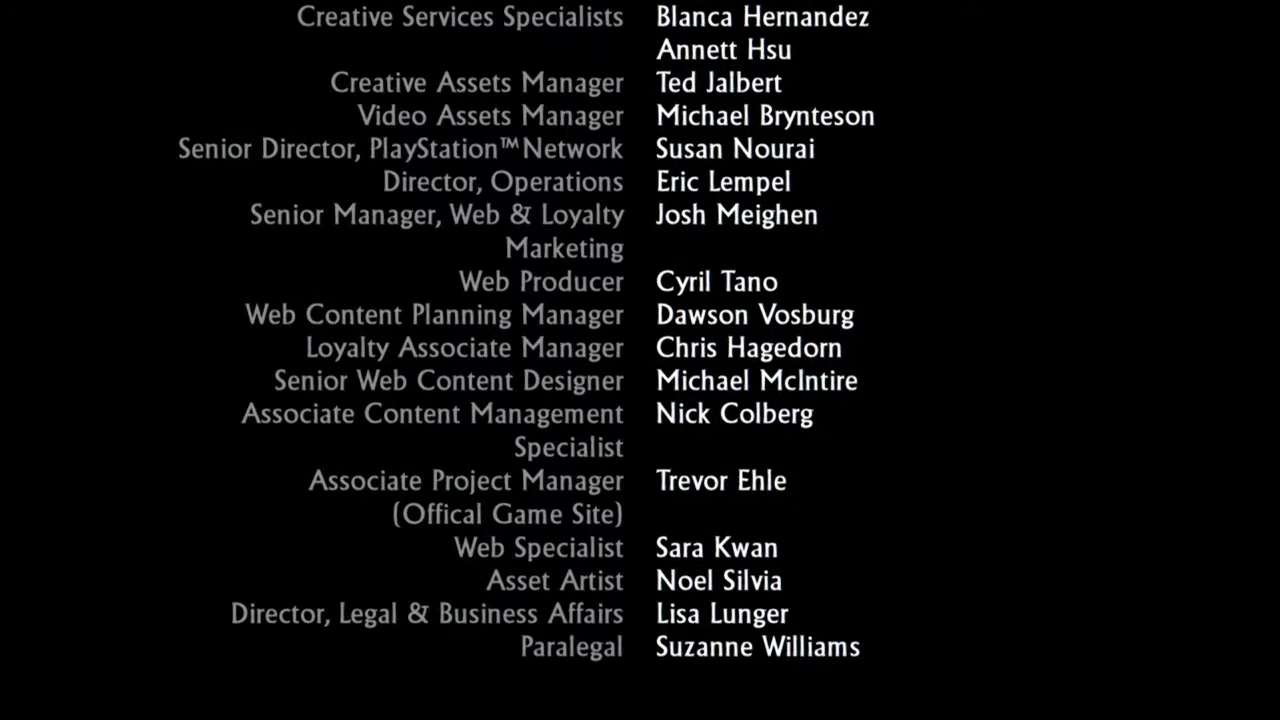 Creative Services Specialists Blanca Hernandez
Annett Hsu
Creative Assets Manager Ted Jalbert
Video Assets Manager Michael Brynteson
Senior Director, PlayStation™Network Susan Nourai
Director, Operations Eric Lempel
Senior Manager, Web & Loyalty Josh Meighen
Marketing
Web Producer Cyril Tano
Web Content Planning Manager Dawson Vosburg
Loyalty Associate Manager Chris Hagedorn
Senior Web Content Designer Michael McIntire
Associate Content Management Nick Colberg
Specialist
Associate Project Manager Trevor Ehle
(Offical Game Site)
Web Specialist Sara Kwan
Asset Artist Noel Silvia
Director, Legal & Business Affairs Lisa Lunger
Paralegal Suzanne Williams